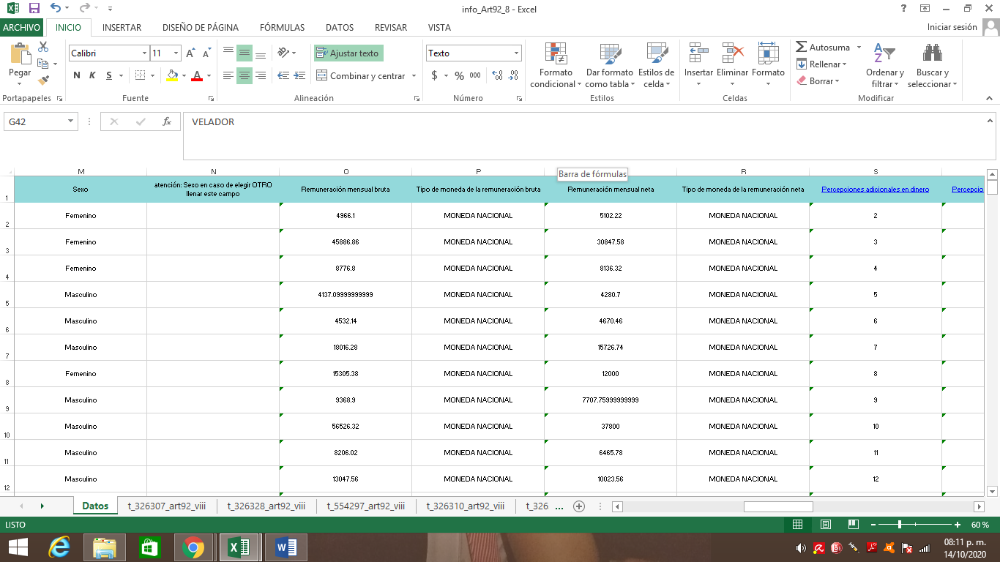 info_Art92_8 - Excel
ARCHIVO INICIO INSERTAR DISEÑO DE PÁGINA FÓRMULAS DATOS REVISAR VISTA Iniciar sesión
Calibri 11 Ajustar texto Texto Autosuma
Pegar N K S Combinar y centrar $ % 000 Formato condicional Dar formato como tabla Estilos de celda Insertar Eliminar Formato Rellenar Borrar Ordenar y filtrar Buscar y seleccionar
Portapapeles Fuente Alineación Número Estilos Celdas Modificar
G42 fx VELADOR
M N O P R S
Barra de fórmulas
1 Sexo atención: Sexo en caso de elegir OTRO llenar este campo Remuneración mensual bruta Tipo de moneda de la remuneración bruta Remuneración mensual neta Tipo de moneda de la remuneración neta Percepciones adicionales en dinero Percepcio
2 Femenino 4966.1 MONEDA NACIONAL 5102.22 MONEDA NACIONAL 2
3 Femenino 45886.86 MONEDA NACIONAL 30847.58 MONEDA NACIONAL 3
4 Femenino 8776.8 MONEDA NACIONAL 8136.32 MONEDA NACIONAL 4
5 Masculino 4137.09999999999 MONEDA NACIONAL 4280.7 MONEDA NACIONAL 5
6 Masculino 4532.14 MONEDA NACIONAL 4670.46 MONEDA NACIONAL 6
7 Masculino 18016.28 MONEDA NACIONAL 15726.74 MONEDA NACIONAL 7
8 Femenino 15305.38 MONEDA NACIONAL 12000 MONEDA NACIONAL 8
9 Masculino 9368.9 MONEDA NACIONAL 7707.75999999999 MONEDA NACIONAL 9
10 Masculino 56526.32 MONEDA NACIONAL 37800 MONEDA NACIONAL 10
11 Masculino 8206.02 MONEDA NACIONAL 6465.78 MONEDA NACIONAL 11
12 Masculino 13047.56 MONEDA NACIONAL 10023.56 MONEDA NACIONAL 12
Datos t_326307_art92_viii t_326328_art92_viii t_554297_art92_viii t_326310_art92_viii t_326 ...
LISTO 60 %
08:11 p. m.
14/10/2020